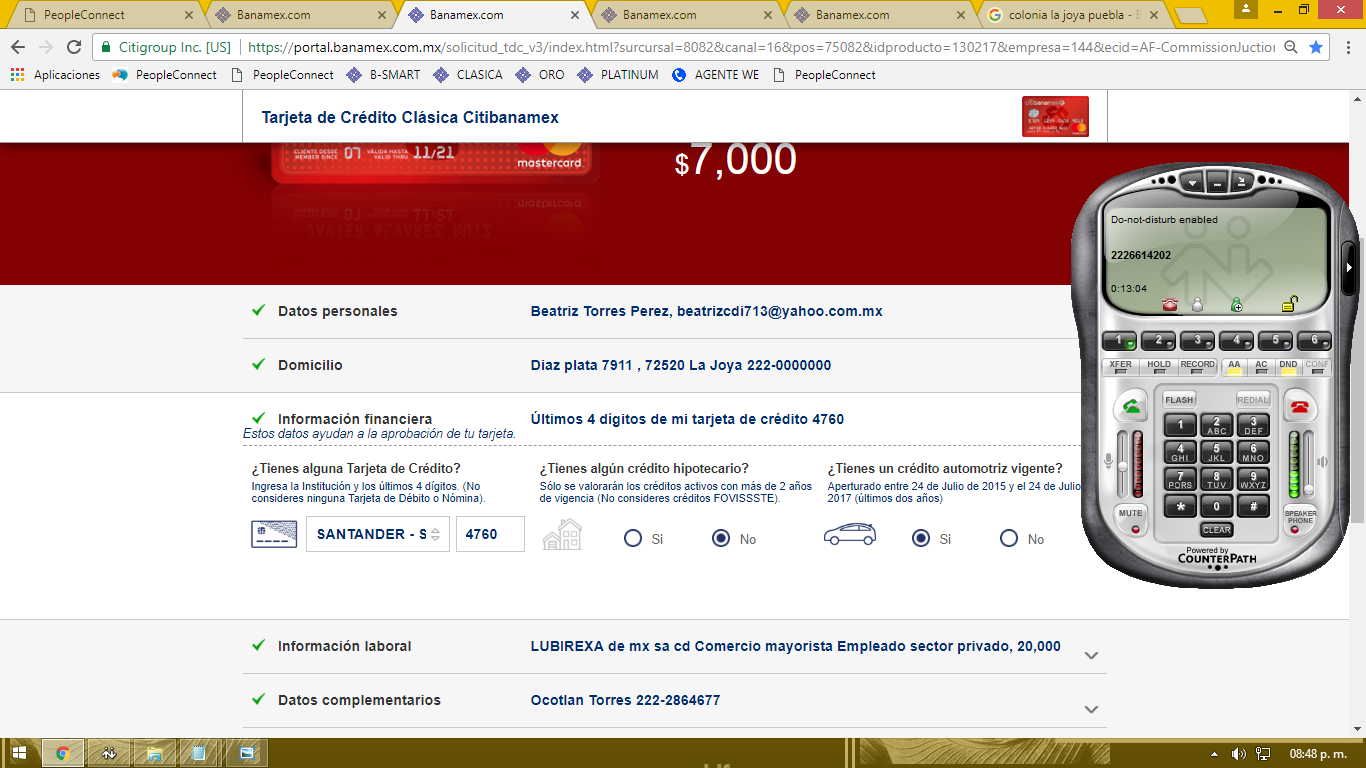 PeopleConnect
Banamex.com
Banamex.com
Banamex.com
Banamex.com
colonia la joya puebla - B
Citigroup Inc. [US]
https://portal.banamex.com.mx/solicitud_tdc_v3/index.html?surcursal=8082&canal=16&pos=75082&idproducto=130217&empresa=144&ecid=AF-CommissionJuction
Aplicaciones
PeopleConnect
PeopleConnect
B-SMART
CLASICA
ORO
PLATINUM
AGENTE WE
PeopleConnect
Tarjeta de Crédito Clásica Citibanamex
CLIENTE DESDE MEMBER SINCE 07 VÁLIDA HASTA VALID THRU 11/21
mastercard
$7,000
Datos personales
Beatriz Torres Perez, beatrizcdi713@yahoo.com.mx
Domicilio
Diaz plata 7911 , 72520 La Joya 222-0000000
Información financiera
Últimos 4 dígitos de mi tarjeta de crédito 4760
Estos datos ayudan a la aprobación de tu tarjeta.
¿Tienes alguna Tarjeta de Crédito?
Ingresa la Institución y los últimos 4 dígitos. (No
consideres ninguna Tarjeta de Débito o Nómina).
SANTANDER - S
4760
¿Tienes algún crédito hipotecario?
Sólo se valorarán los créditos activos con más de 2 años
de vigencia (No consideres créditos FOVISSSTE).
Si
No
¿Tienes un crédito automotriz vigente?
Aperturado entre 24 de Julio de 2015 y el 24 de Julio
2017 (últimos dos años)
Si
No
Información laboral
LUBIREXA de mx sa cd Comercio mayorista Empleado sector privado, 20,000
Datos complementarios
Ocotlan Torres 222-2864677
Do-not-disturb enabled
2226614202
0:13:04
1 2 3 4 5 6
XFER HOLD RECORD AA AC DND CONF
FLASH REDIAL
1 2 ABC 3 DEF
4 GHI 5 JKL 6 MNO
7 PQRS 8 TUV 9 WXYZ
* 0 #
CLEAR
MUTE
SPEAKER PHONE
Powered by
COUNTERPATH
08:48 p. m.